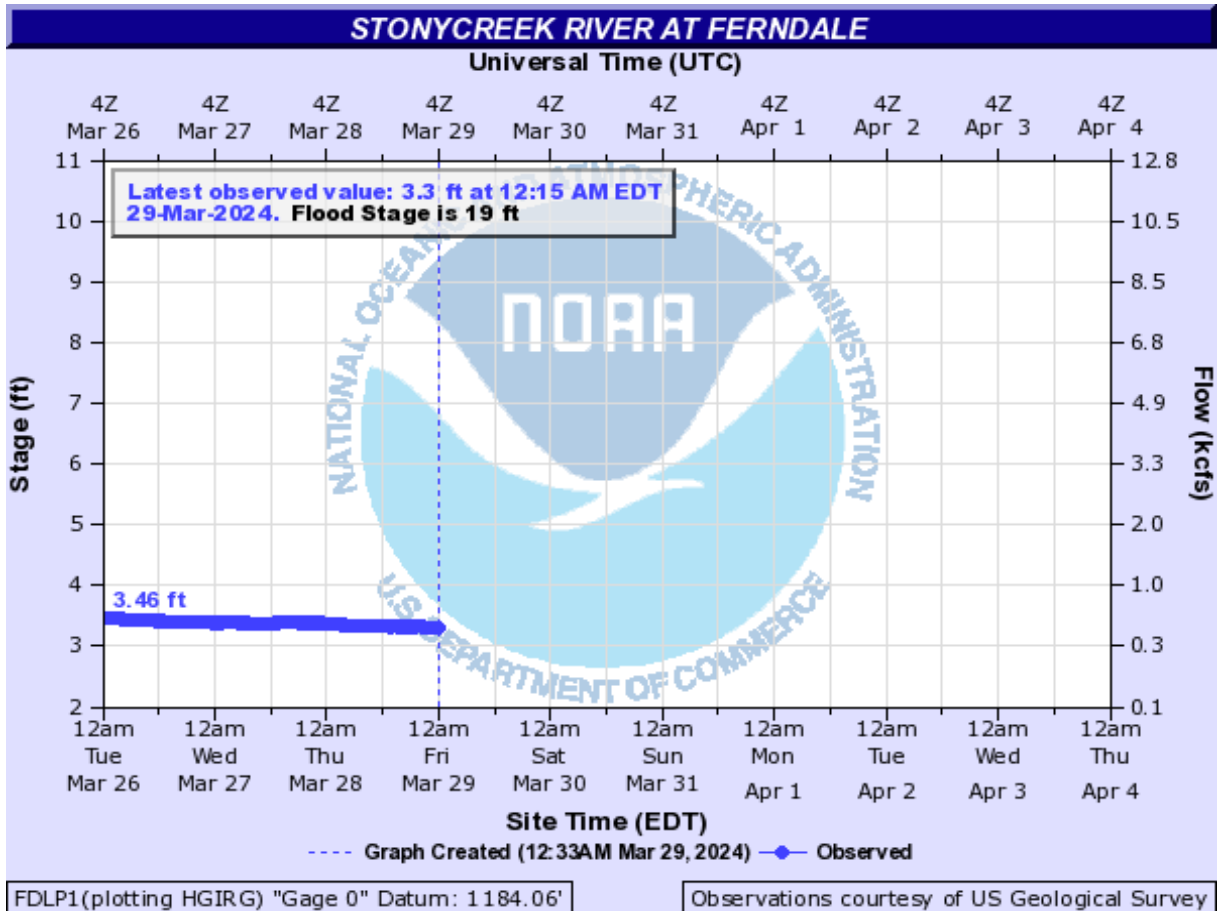 STONYCREEK RIVER AT FERNDALE
Universal Time (UTC)
4Z 4Z 4Z 4Z 4Z 4Z 4Z 4Z 4Z 4Z
Mar 26 Mar 27 Mar 28 Mar 29 Mar 30 Mar 31 Apr 1 Apr 2 Apr 3 Apr 4
Latest observed value: 3.3 ft at 12:15 AM EDT
29-Mar-2024. Flood Stage is 19 ft
Stage (ft)
11
10
9
8
7
6
5
4
3
2
3.46 ft
NATIONAL OCEANIC AND ATMOSPHERIC ADMINISTRATION
NOAA
U.S. DEPARTMENT OF COMMERCE
12.8
10.5
8.5
6.8
4.9
3.3
2.0
1.0
0.3
0.1
Flow (kcfs)
12am 12am 12am 12am 12am 12am 12am 12am 12am 12am
Tue Wed Thu Fri Sat Sun Mon Tue Wed Thu
Mar 26 Mar 27 Mar 28 Mar 29 Mar 30 Mar 31 Apr 1 Apr 2 Apr 3 Apr 4
Site Time (EDT)
Graph Created (12:33AM Mar 29, 2024) Observed
FDLP1(plotting HGIRG) "Gage 0" Datum: 1184.06'
Observations courtesy of US Geological Survey